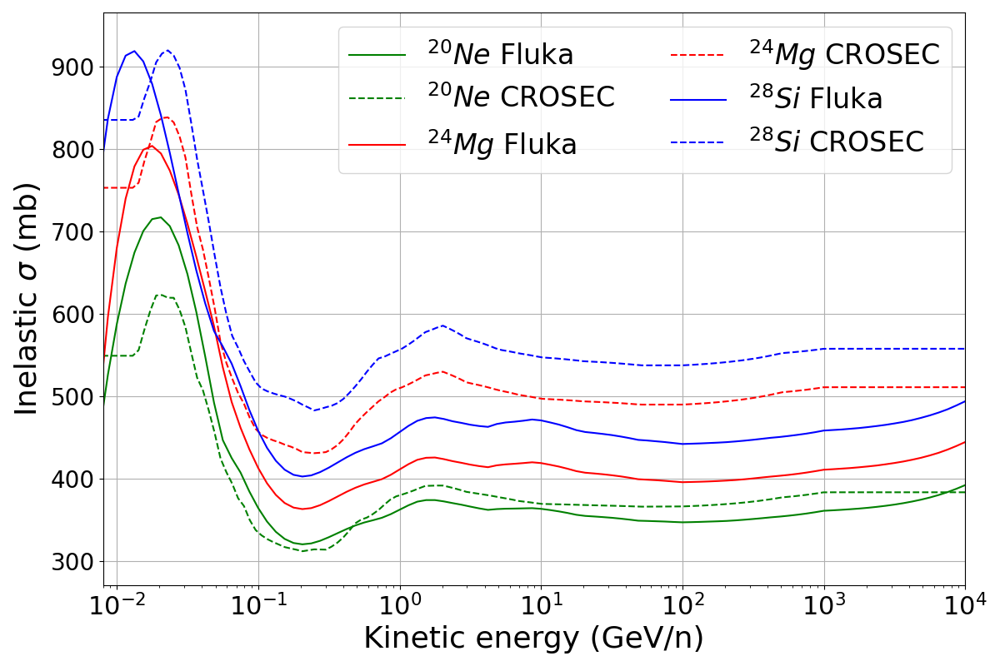 ²⁰Ne Fluka
²⁰Ne CROSEC
²⁴Mg Fluka
²⁴Mg CROSEC
²⁸Si Fluka
²⁸Si CROSEC
Inelastic σ (mb)
900
800
700
600
500
400
300
10⁻²
10⁻¹
10⁰
10¹
10²
10³
10⁴
Kinetic energy (GeV/n)